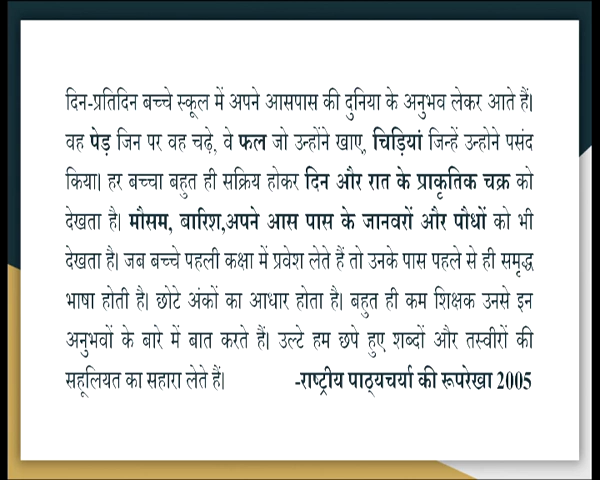 दिन-प्रतिदिन बच्चे स्कूल में अपने आसपास की दुनिया के अनुभव लेकर आते हैं।
वह पेड़ जिन पर वह चढ़े, वे फल जो उन्होंने खाए, चिड़ियां जिन्हें उन्होने पसंद
किया। हर बच्चा बहुत ही सक्रिय होकर दिन और रात के प्राकृतिक चक्र को
देखता है। मौसम, बारिश,अपने आस पास के जानवरों और पौधों को भी
देखता है। जब बच्चे पहली कक्षा में प्रवेश लेते हैं तो उनके पास पहले से ही समृद्ध
भाषा होती है। छोटे अंकों का आधार होता है। बहुत ही कम शिक्षक उनसे इन
अनुभवों के बारे में बात करते हैं। उल्टे हम छपे हुए शब्दों और तस्वीरों की
सहूलियत का सहारा लेते हैं। -राष्ट्रीय पाठ्यचर्या की रूपरेखा 2005